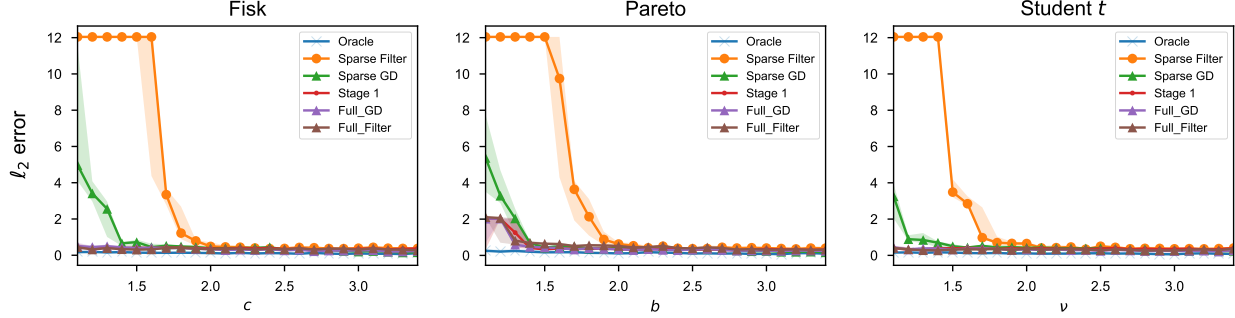 Fisk
ℓ2 error
12
10
8
6
4
2
0
1.5
2.0
2.5
3.0
c
Oracle
Sparse Filter
Sparse GD
Stage 1
Full_GD
Full_Filter
Pareto
12
10
8
6
4
2
0
1.5
2.0
2.5
3.0
b
Oracle
Sparse Filter
Sparse GD
Stage 1
Full_GD
Full_Filter
Student t
12
10
8
6
4
2
0
1.5
2.0
2.5
3.0
ν
Oracle
Sparse Filter
Sparse GD
Stage 1
Full_GD
Full_Filter